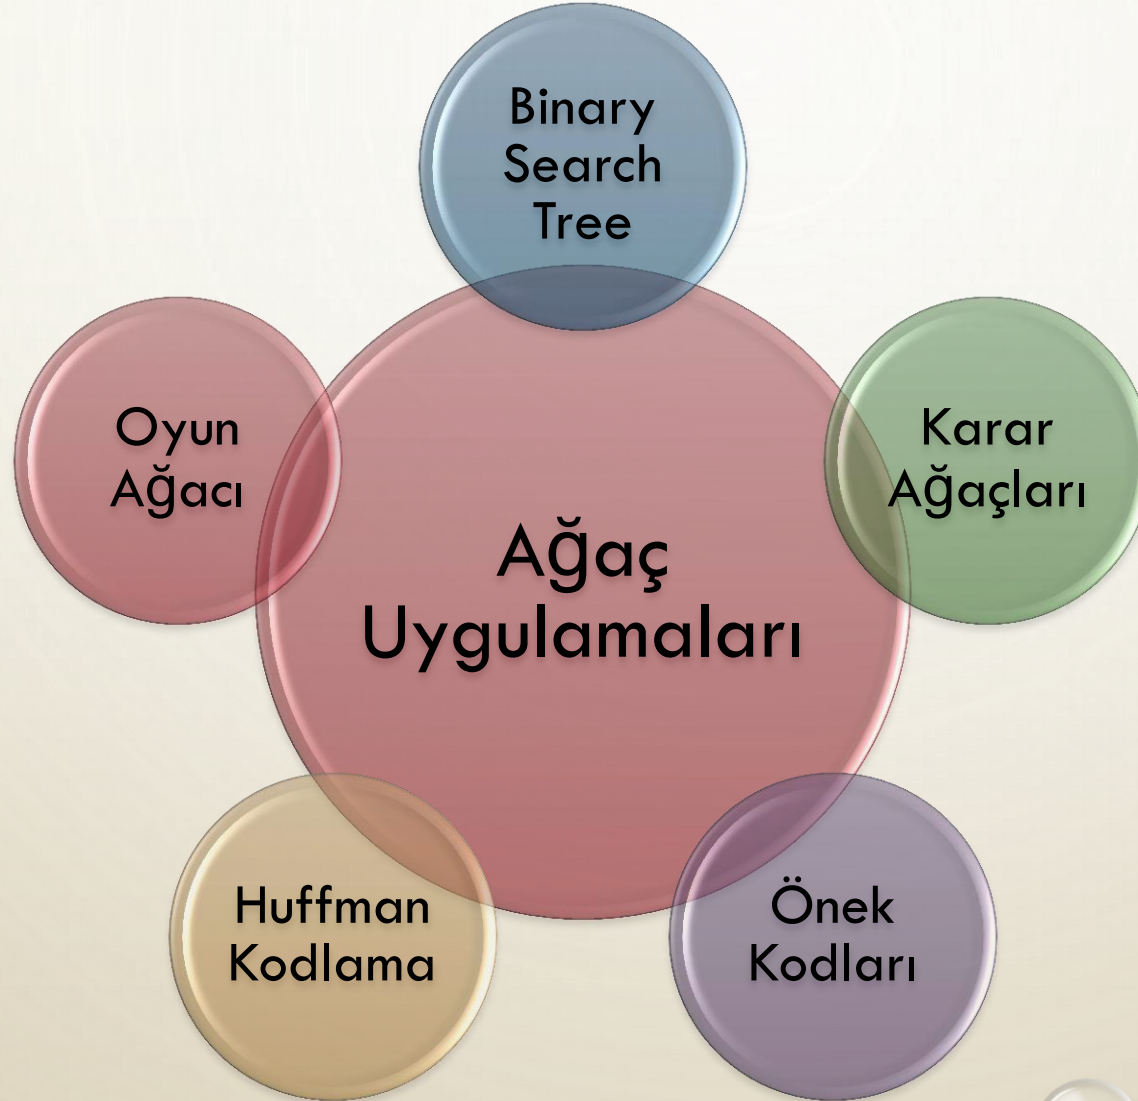 Binary
Search
Tree
Oyun
Ağacı
Karar
Ağaçları
Ağaç
Uygulamaları
Huffman
Kodlama
Önek
Kodları